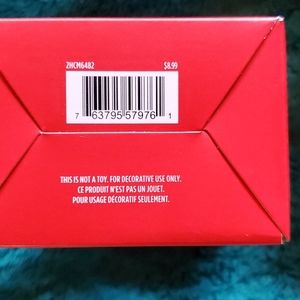 ZHCM6482 $8.99
7 63795 57976 1
THIS IS NOT A TOY. FOR DECORATIVE USE ONLY.
CE PRODUIT N'EST PAS UN JOUET.
POUR USAGE DÉCORATIF SEULEMENT.